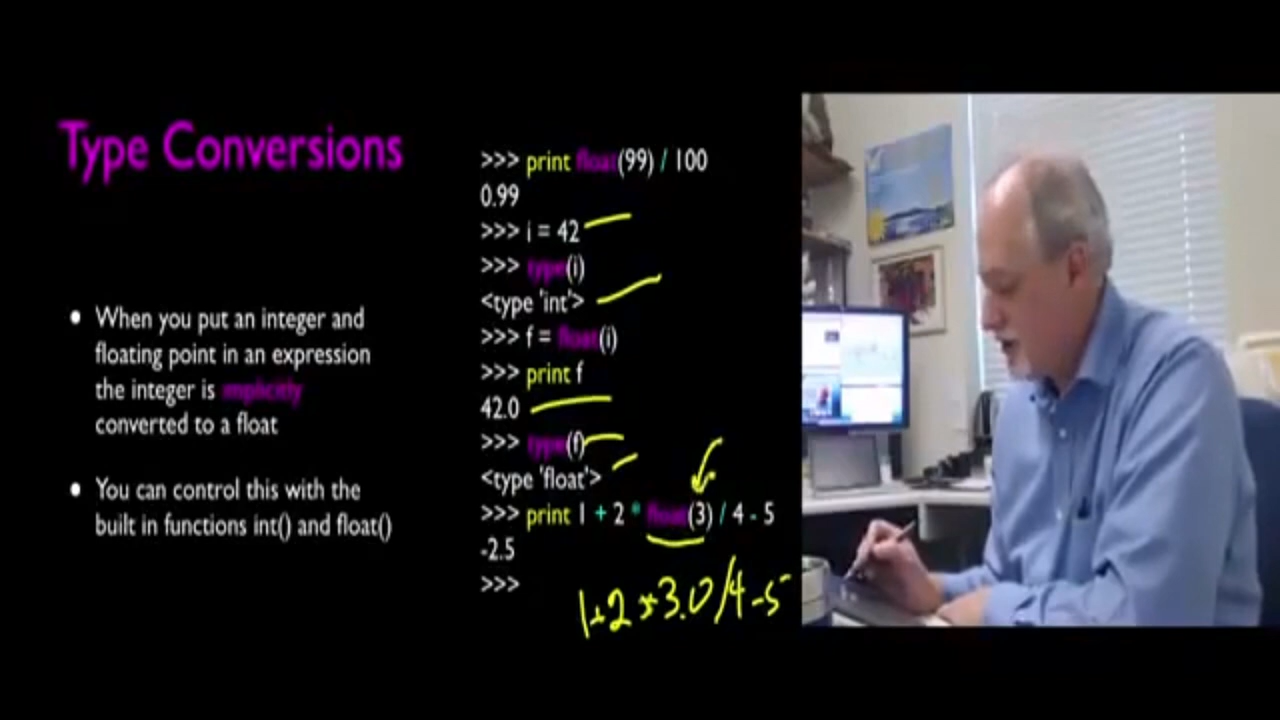 Type Conversions
• When you put an integer and
floating point in an expression
the integer is implicitly
converted to a float
• You can control this with the
built in functions int() and float()
>>> print float(99) / 100
0.99
>>> i = 42
>>> type(i)
<type 'int'>
>>> f = float(i)
>>> print f
42.0
>>> type(f)
<type 'float'>
>>> print 1 + 2 * float(3) / 4 - 5
-2.5
>>>
1+2*3.0/4-5